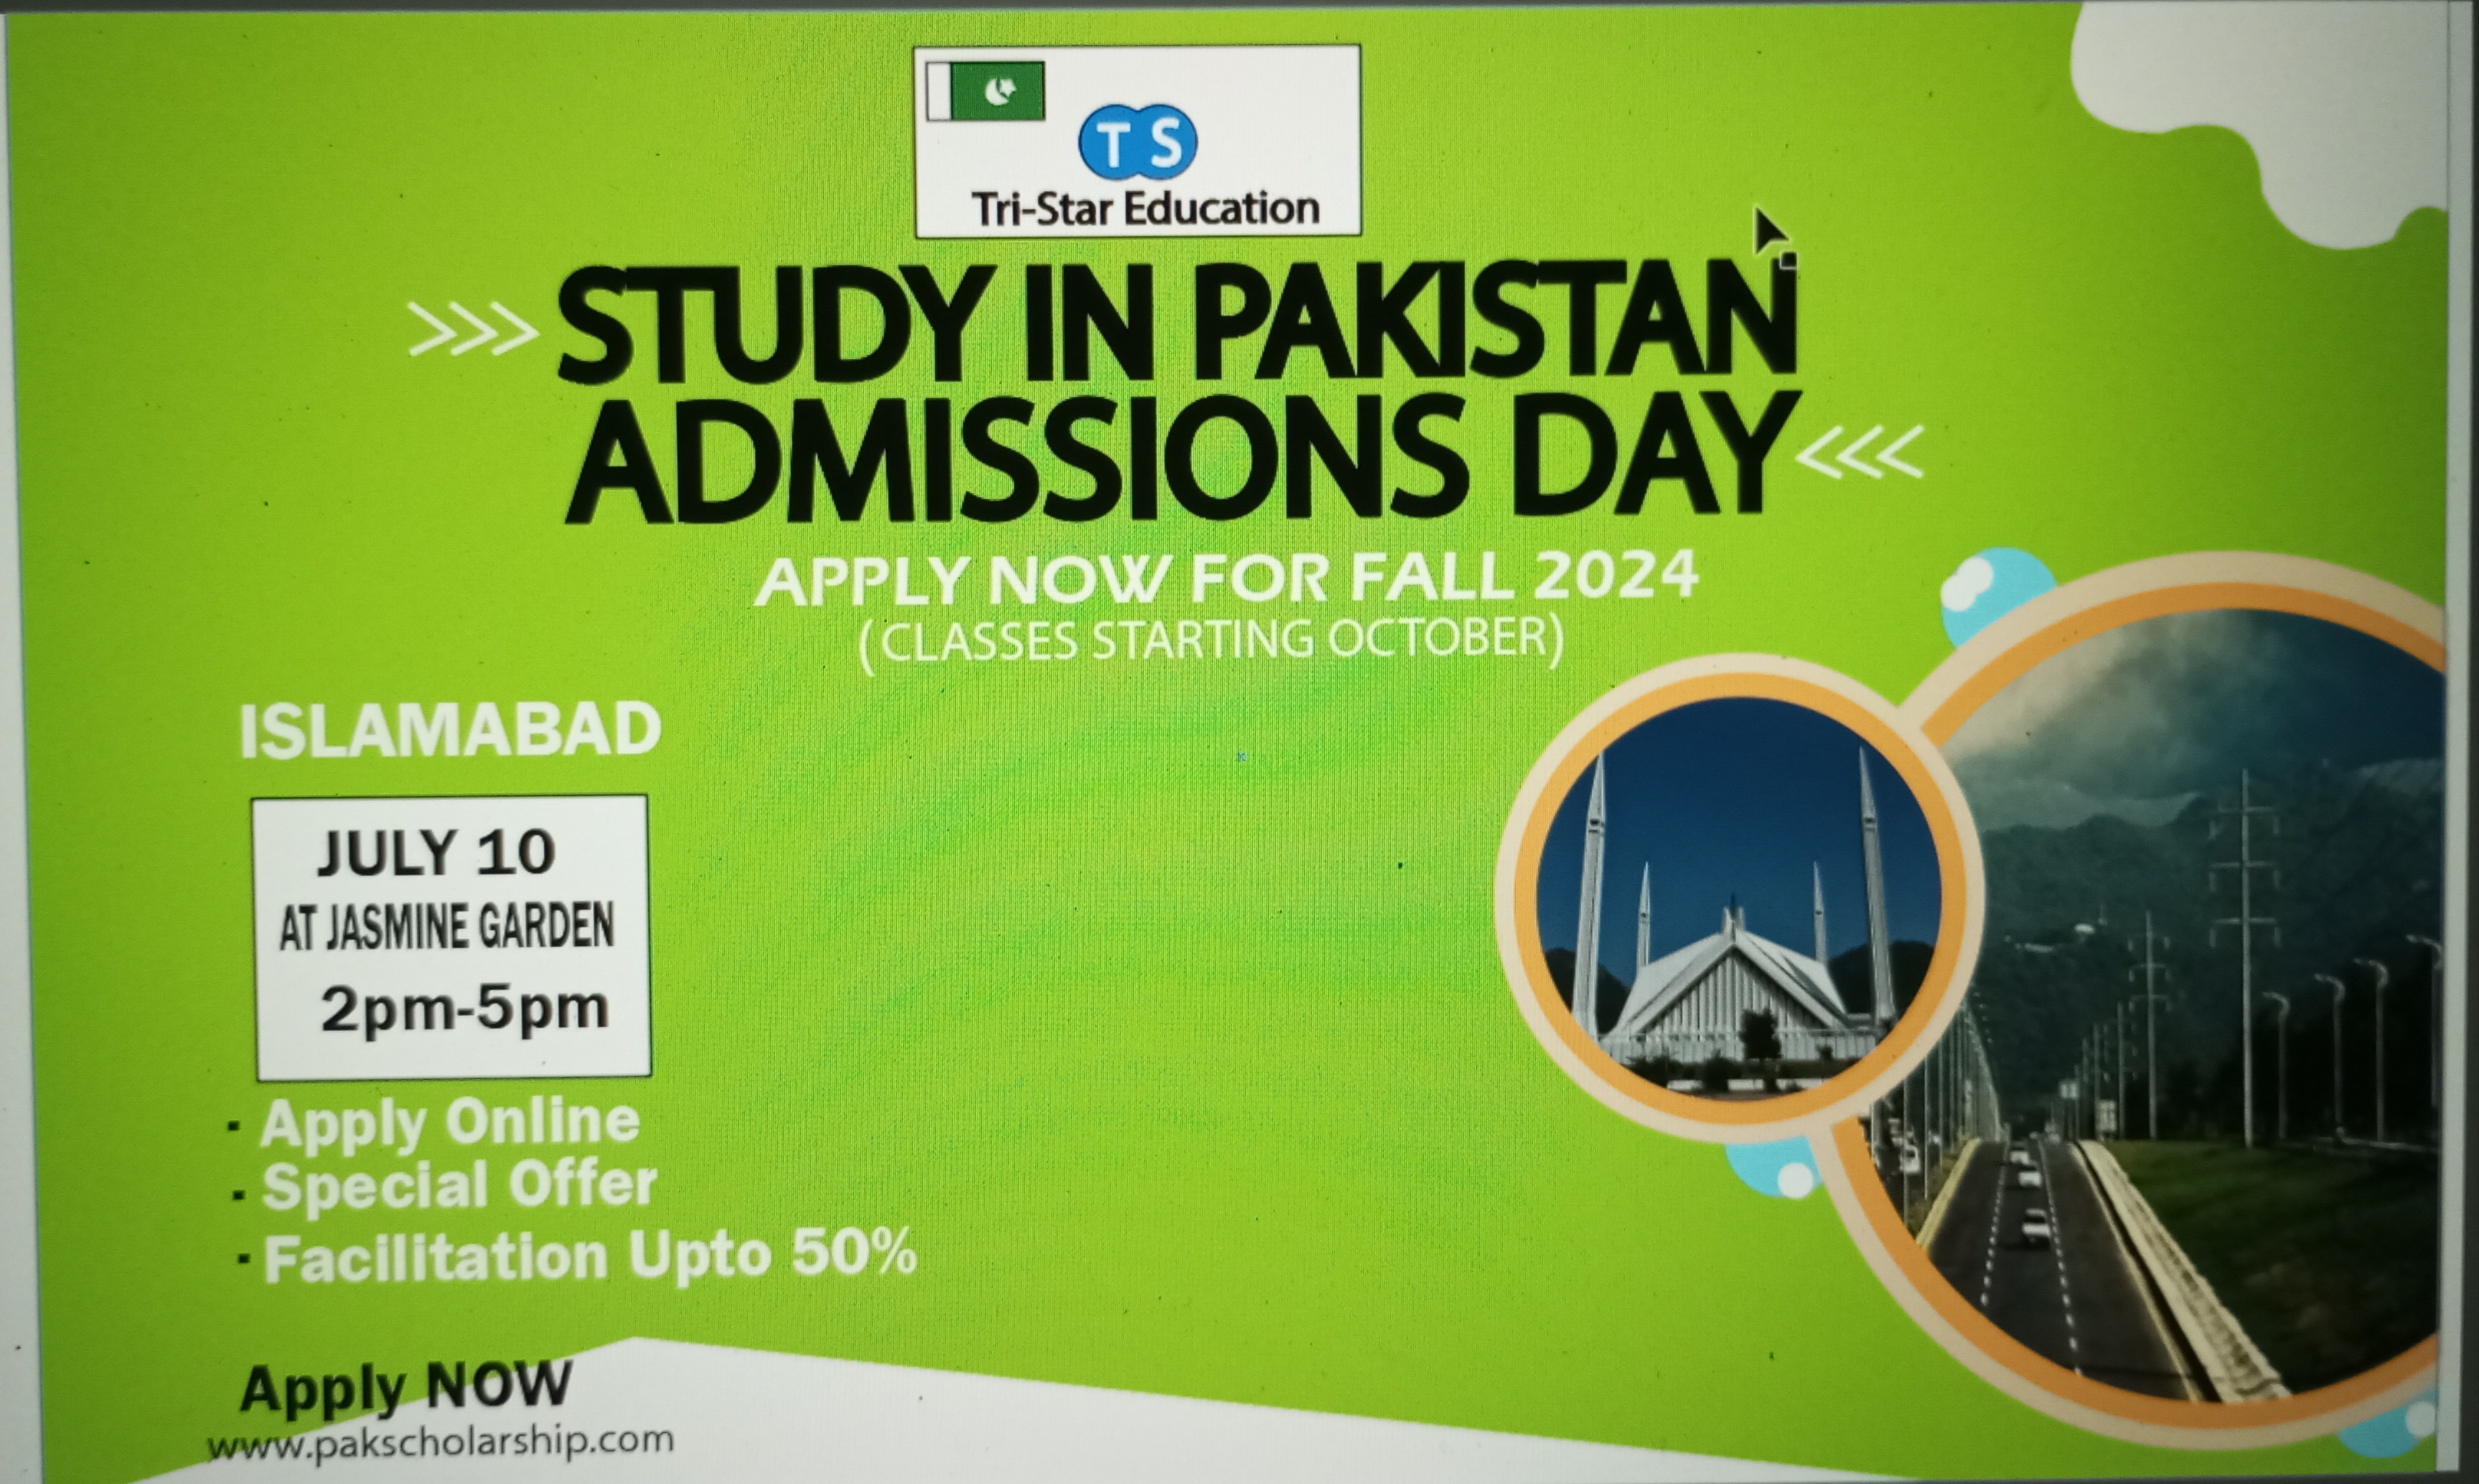 T S
Tri-Star Education
>>> STUDY IN PAKISTAN
ADMISSIONS DAY <<<
APPLY NOW FOR FALL 2024
(CLASSES STARTING OCTOBER)
ISLAMABAD
JULY 10
AT JASMINE GARDEN
2pm-5pm
· Apply Online
· Special Offer
· Facilitation Upto 50%
Apply NOW
www.pakscholarship.com